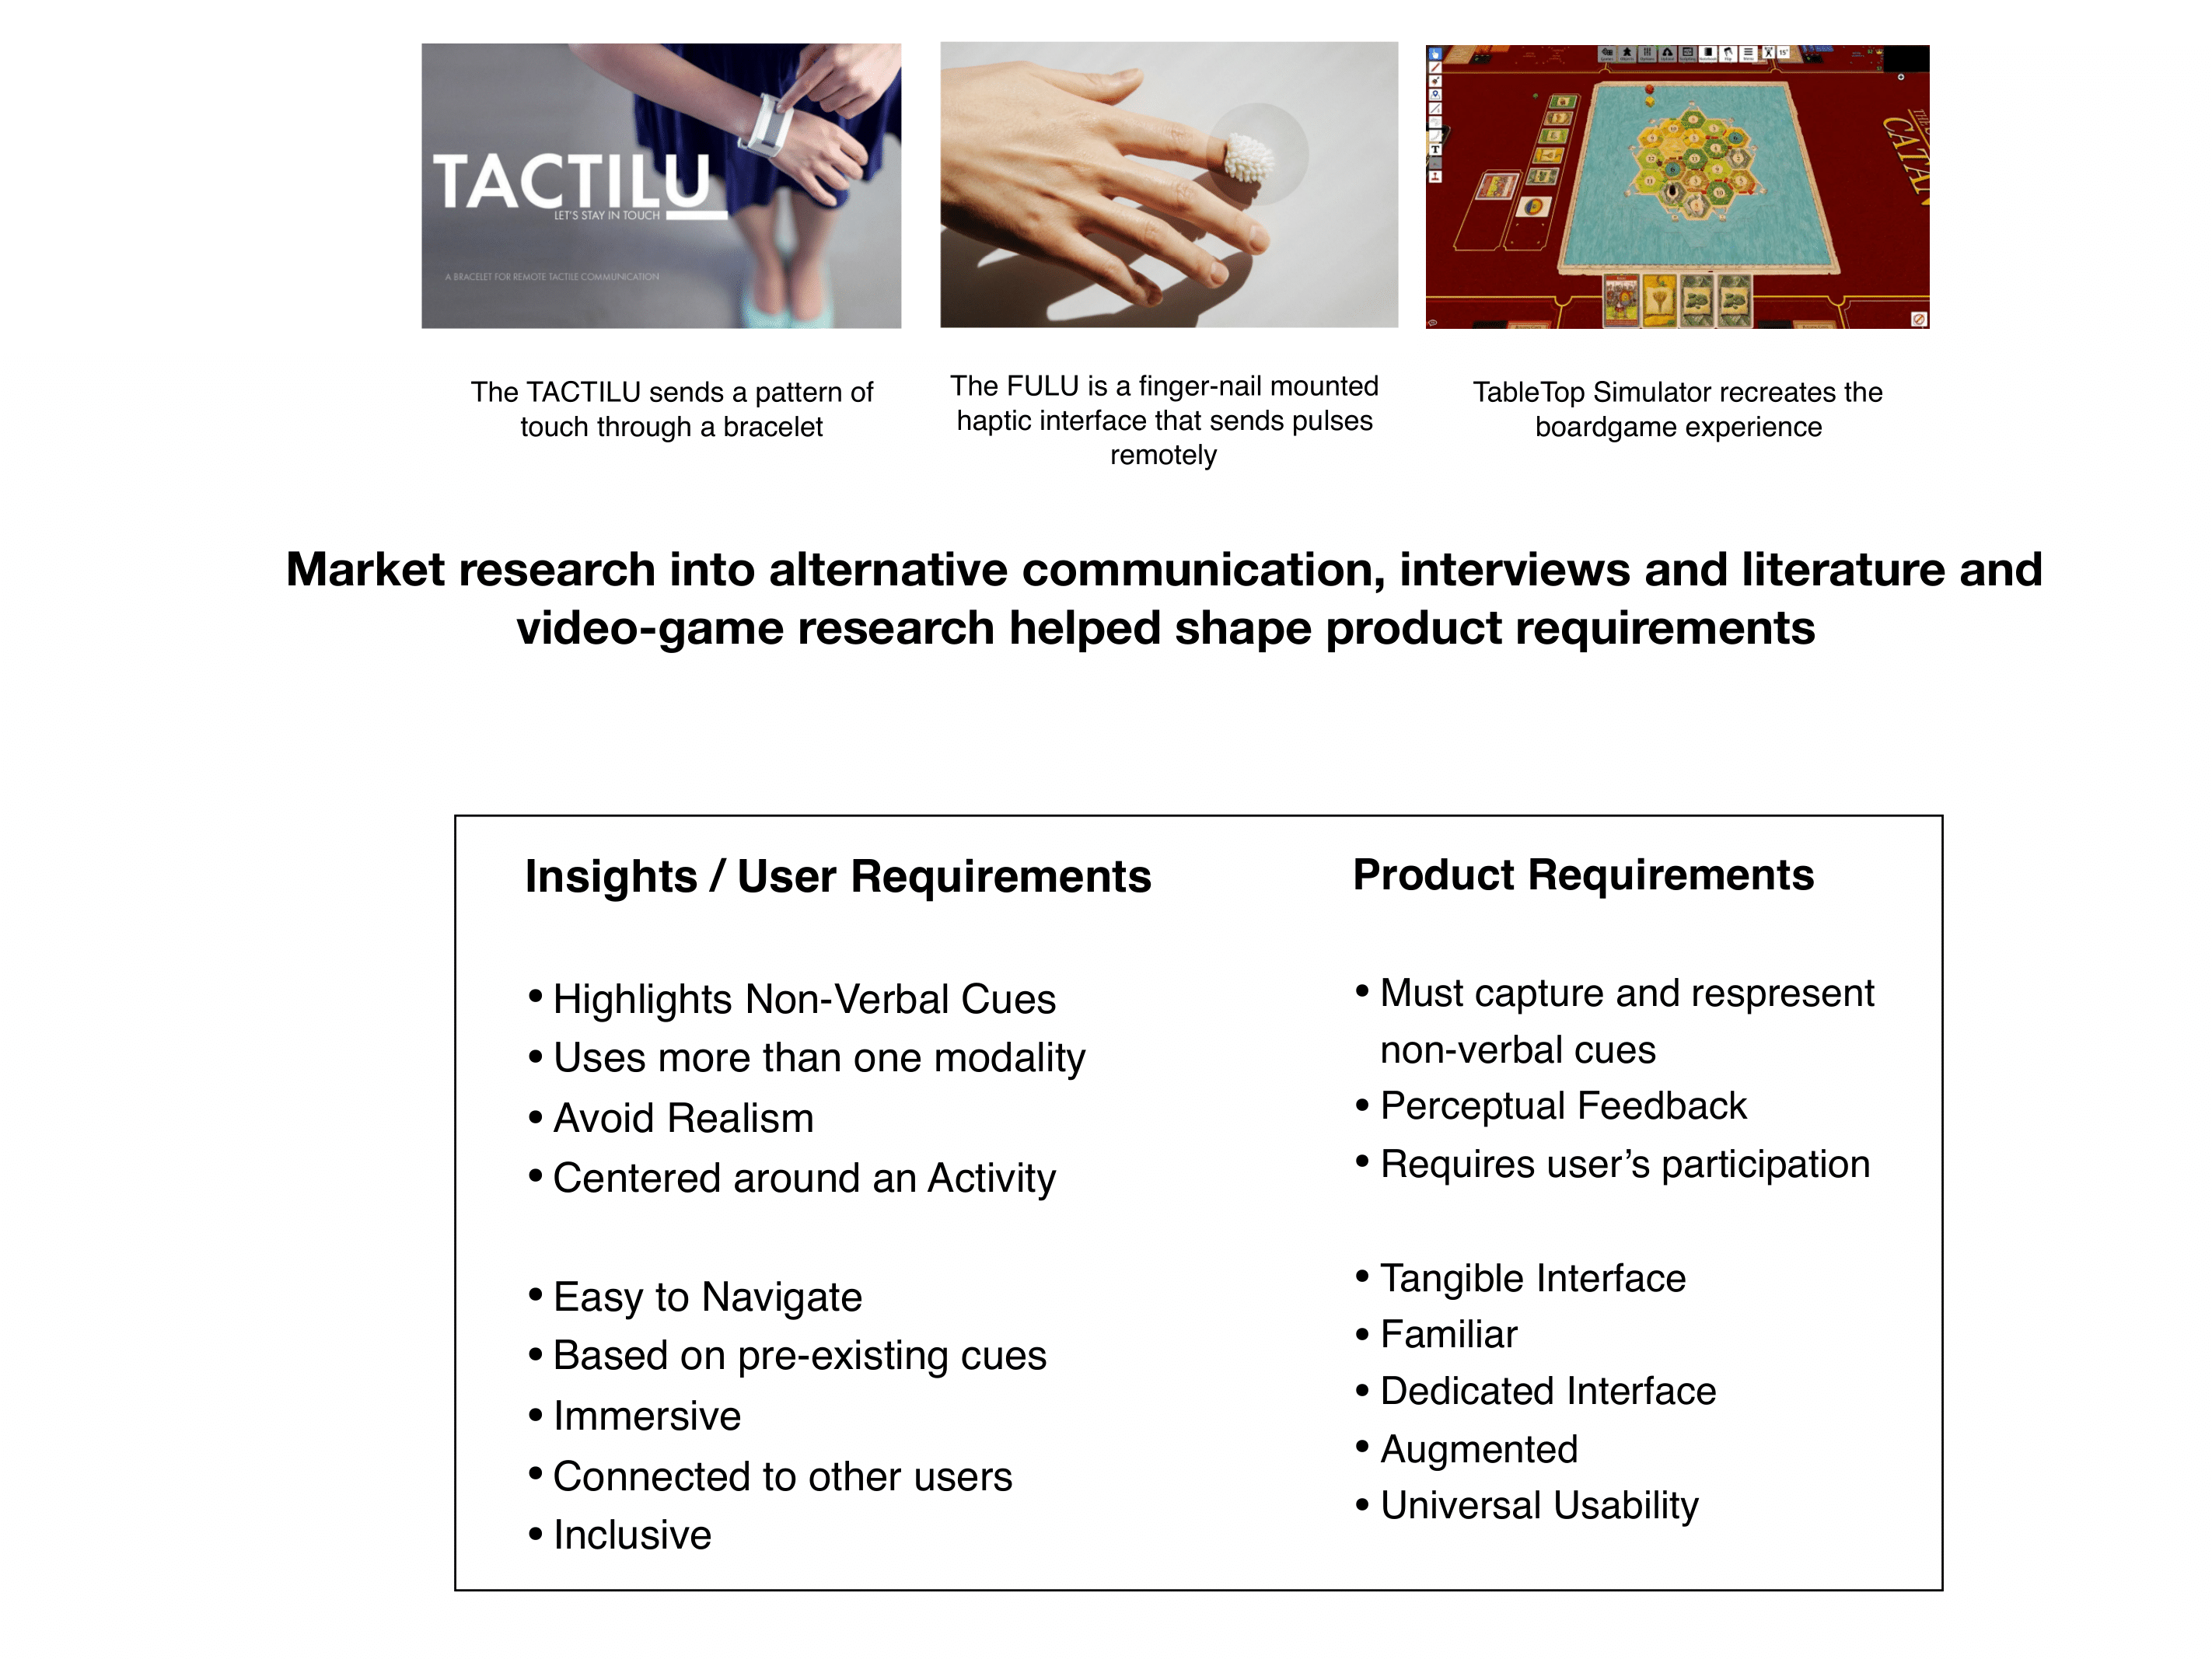 TACTILU
LET'S STAY IN TOUCH
A BRACELET FOR REMOTE TACTILE COMMUNICATION
CATAN
The TACTILU sends a pattern of
touch through a bracelet
The FULU is a finger-nail mounted
haptic interface that sends pulses
remotely
TableTop Simulator recreates the
boardgame experience
Market research into alternative communication, interviews and literature and
video-game research helped shape product requirements
Insights / User Requirements
• Highlights Non-Verbal Cues
• Uses more than one modality
• Avoid Realism
• Centered around an Activity
• Easy to Navigate
• Based on pre-existing cues
• Immersive
• Connected to other users
• Inclusive
Product Requirements
• Must capture and respresent
non-verbal cues
• Perceptual Feedback
• Requires user’s participation
• Tangible Interface
• Familiar
• Dedicated Interface
• Augmented
• Universal Usability